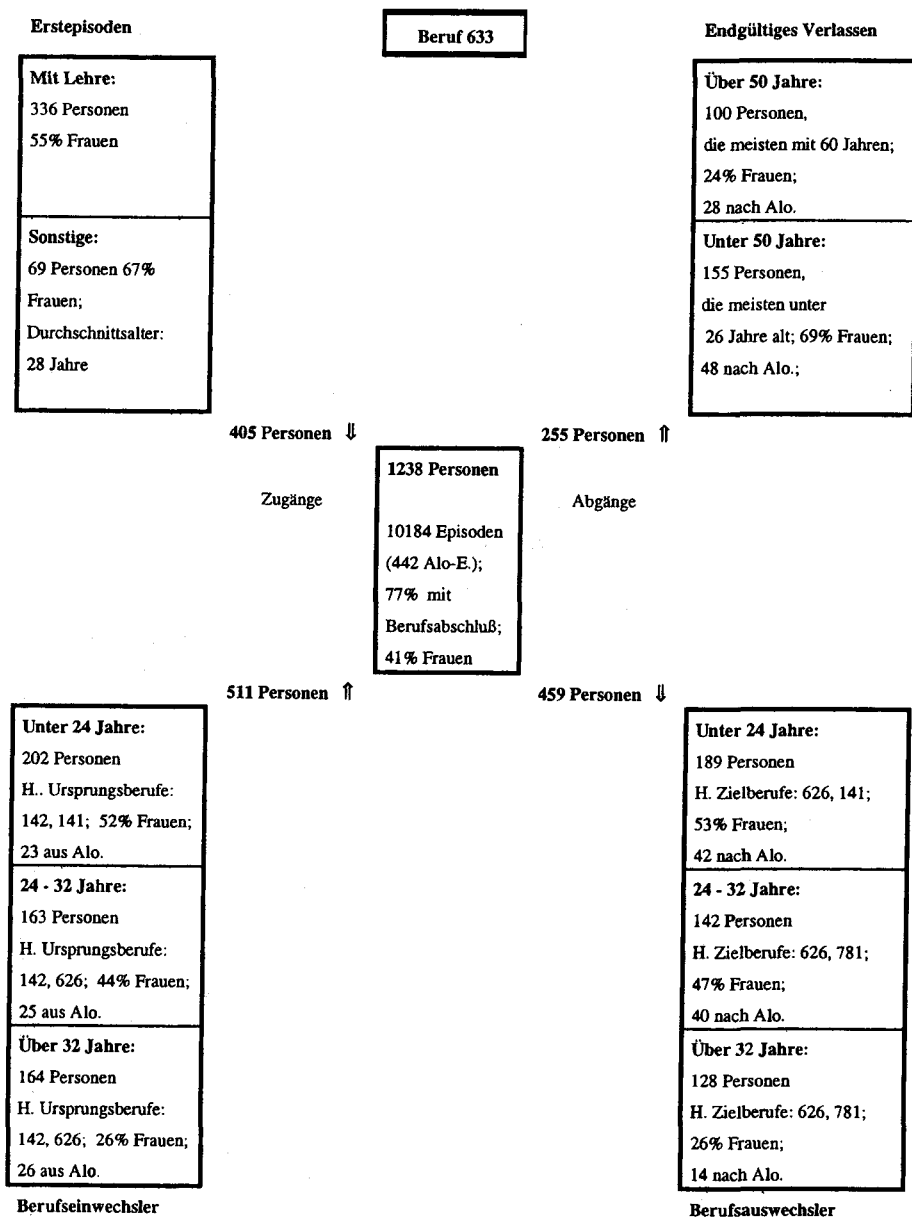 Erstepisoden
Beruf 633
Endgültiges Verlassen
Mit Lehre:
336 Personen
55% Frauen
Sonstige:
69 Personen 67%
Frauen;
Durchschnittsalter:
28 Jahre
Über 50 Jahre:
100 Personen,
die meisten mit 60 Jahren;
24% Frauen;
28 nach Alo.
Unter 50 Jahre:
155 Personen,
die meisten unter
26 Jahre alt; 69% Frauen;
48 nach Alo.;
405 Personen ⇓
255 Personen ⇑
Zugänge
1238 Personen
10184 Episoden
(442 Alo-E.);
77% mit
Berufsabschluß;
41% Frauen
Abgänge
511 Personen ⇑
459 Personen ⇓
Unter 24 Jahre:
202 Personen
H.. Ursprungsberufe:
142, 141; 52% Frauen;
23 aus Alo.
24 - 32 Jahre:
163 Personen
H. Ursprungsberufe:
142, 626; 44% Frauen;
25 aus Alo.
Über 32 Jahre:
164 Personen
H. Ursprungsberufe:
142, 626; 26% Frauen;
26 aus Alo.
Berufseinwechsler
Unter 24 Jahre:
189 Personen
H. Zielberufe: 626, 141;
53% Frauen;
42 nach Alo.
24 - 32 Jahre:
142 Personen
H. Zielberufe: 626, 781;
47% Frauen;
40 nach Alo.
Über 32 Jahre:
128 Personen
H. Zielberufe: 626, 781;
26% Frauen;
14 nach Alo.
Berufsauswechsler